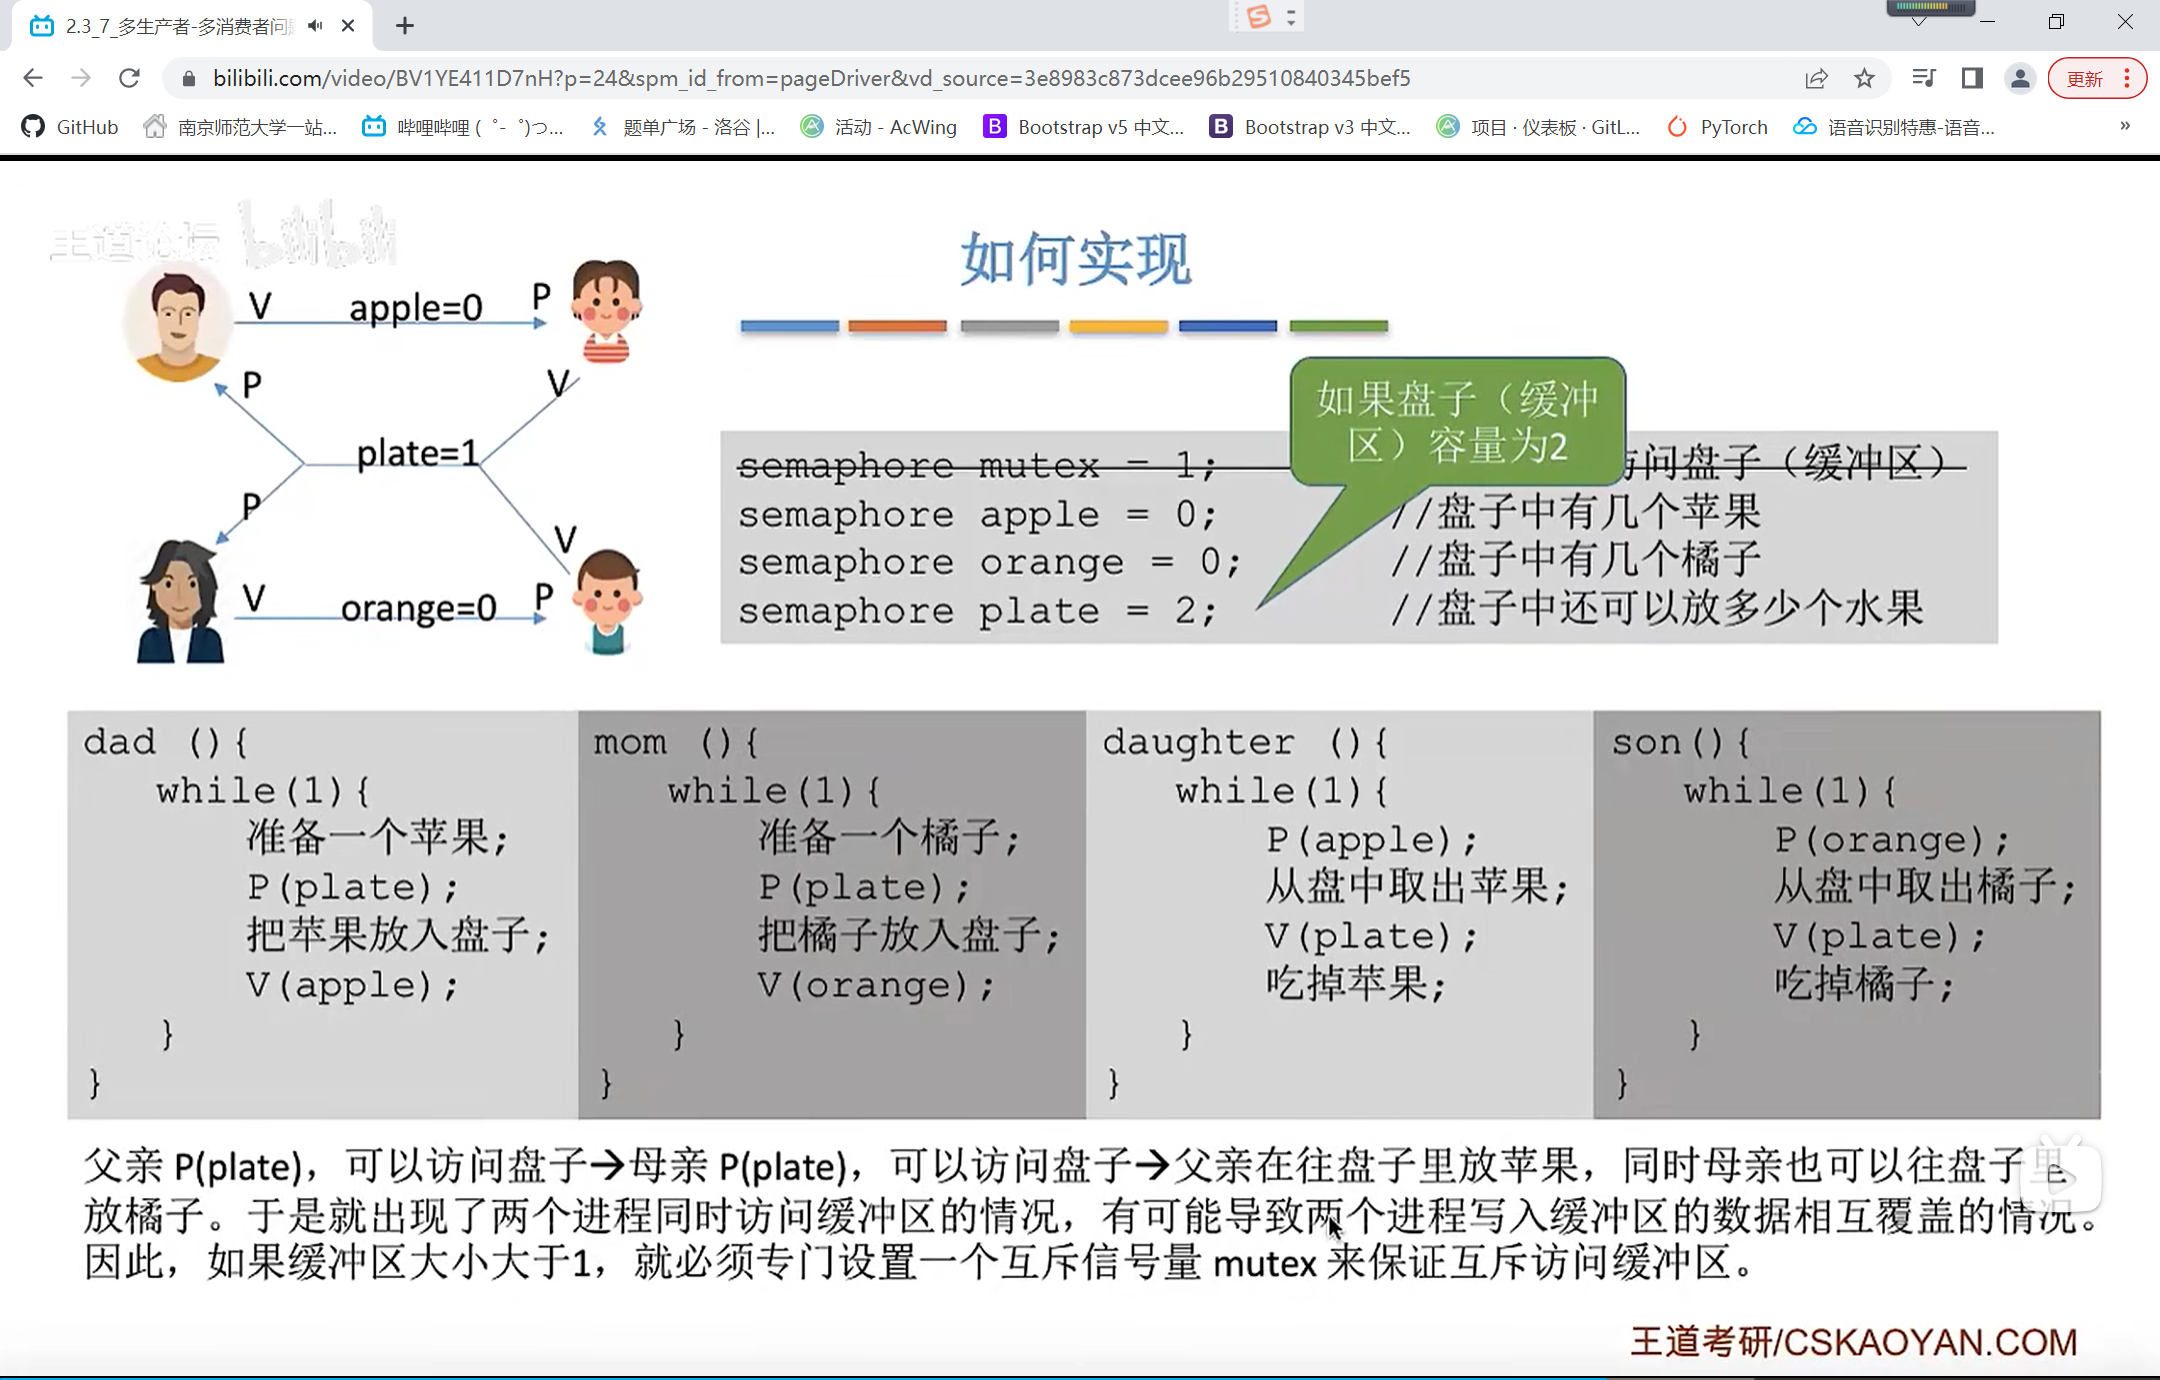 2.3_7_多生产者-多消费者问题
bilibili.com/video/BV1YE411D7nH?p=24&spm_id_from=pageDriver&vd_source=3e8983c873dcee96b29510840345bef5
更新
GitHub
南京师范大学一站...
哔哩哔哩 (゜-゜)つ...
题单广场 - 洛谷 |...
活动 - AcWing
Bootstrap v5 中文...
Bootstrap v3 中文...
项目 · 仪表板 · GitL...
PyTorch
语音识别特惠-语音...
»
王道论坛 bilibili
如何实现
V apple=0 P
P V
plate=1
P V
V orange=0 P
如果盘子（缓冲
区）容量为2
semaphore mutex = 1; 访问盘子（缓冲区）
semaphore apple = 0; //盘子中有几个苹果
semaphore orange = 0; //盘子中有几个橘子
semaphore plate = 2; //盘子中还可以放多少个水果
dad (){
while(1){
准备一个苹果;
P(plate);
把苹果放入盘子;
V(apple);
}
}
mom (){
while(1){
准备一个橘子;
P(plate);
把橘子放入盘子;
V(orange);
}
}
daughter (){
while(1){
P(apple);
从盘中取出苹果;
V(plate);
吃掉苹果;
}
}
son(){
while(1){
P(orange);
从盘中取出橘子;
V(plate);
吃掉橘子;
}
}
父亲 P(plate)，可以访问盘子→母亲 P(plate)，可以访问盘子→父亲在往盘子里放苹果，同时母亲也可以往盘子里
放橘子。于是就出现了两个进程同时访问缓冲区的情况，有可能导致两个进程写入缓冲区的数据相互覆盖的情况。
因此，如果缓冲区大小大于1，就必须专门设置一个互斥信号量 mutex 来保证互斥访问缓冲区。
王道考研/CSKAOYAN.COM